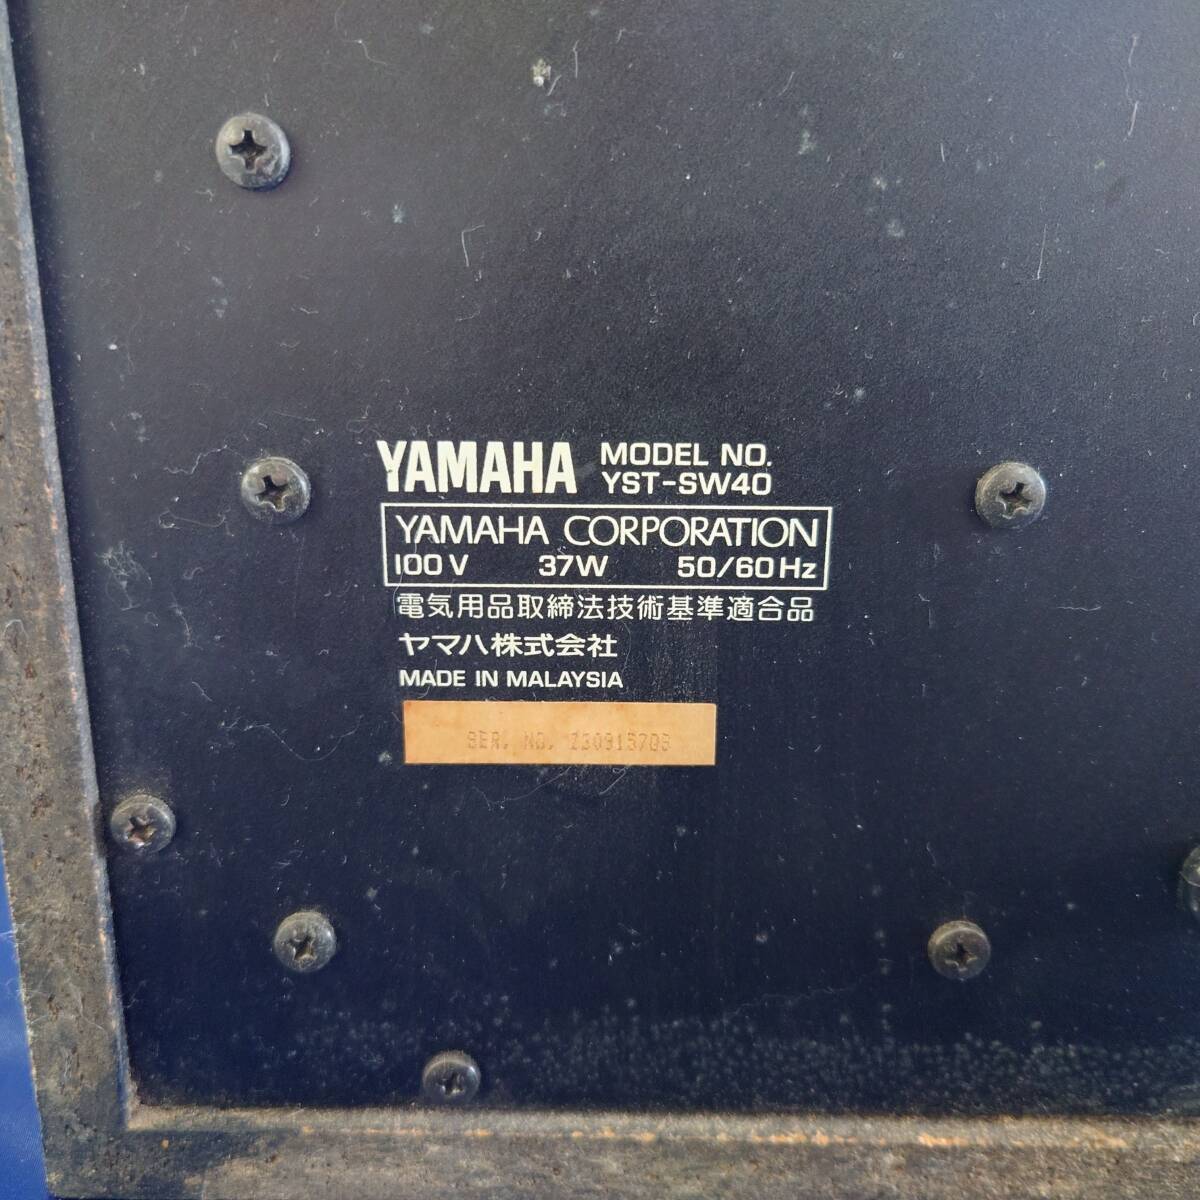 YAMAHA
MODEL NO.
YST-SW40
YAMAHA CORPORATION
100V 37W 50/60Hz
電気用品取締法技術基準適合品
ヤマハ株式会社
MADE IN MALAYSIA
SER. NO.